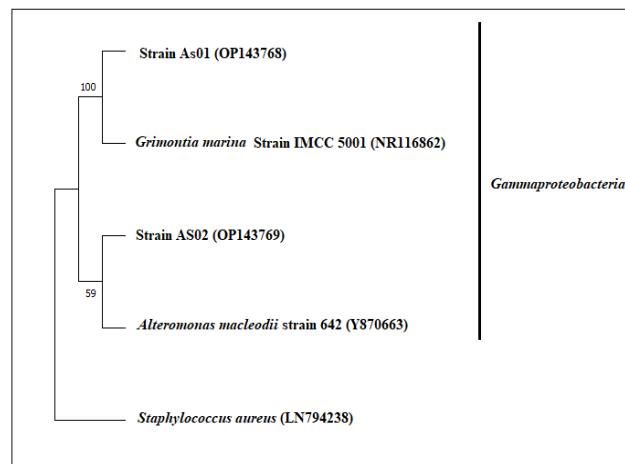 Strain As01 (OP143768)
100
Grimontia marina Strain IMCC 5001 (NR116862)
Gammaproteobacteria
Strain AS02 (OP143769)
59
Alteromonas macleodii strain 642 (Y870663)
Staphylococcus aureus (LN794238)